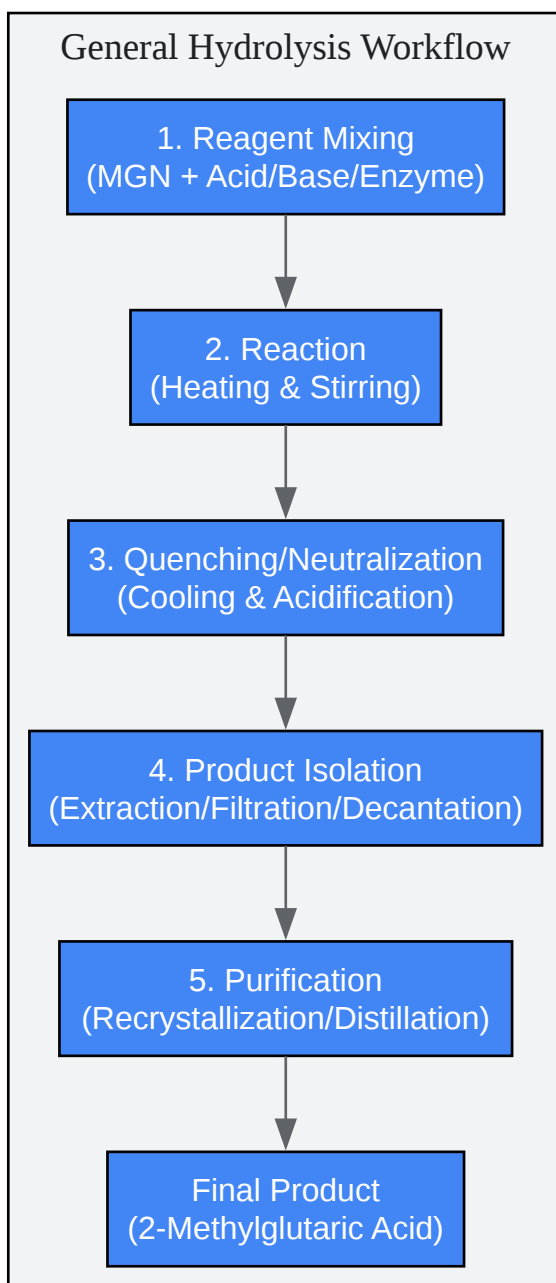 General Hydrolysis Workflow
1. Reagent Mixing
(MGN + Acid/Base/Enzyme)
2. Reaction
(Heating & Stirring)
3. Quenching/Neutralization
(Cooling & Acidification)
4. Product Isolation
(Extraction/Filtration/Decantation)
5. Purification
(Recrystallization/Distillation)
Final Product
(2-Methylglutaric Acid)